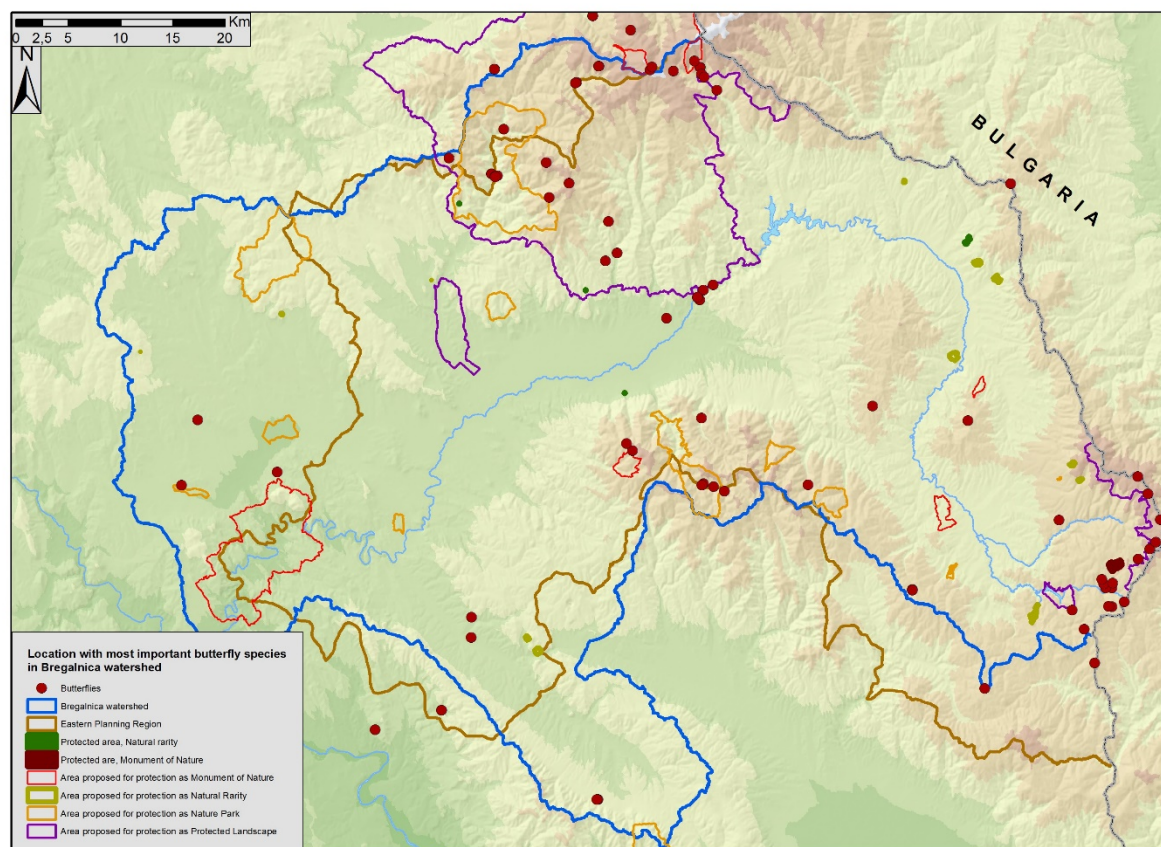 Km
0 2,5 5 10 15 20
N
BULGARIA
Location with most important butterfly species
in Bregalnica watershed
Butterflies
Bregalnica watershed
Eastern Planning Region
Protected area, Natural rarity
Protected are, Monument of Nature
Area proposed for protection as Monument of Nature
Area proposed for protection as Natural Rarity
Area proposed for protection as Nature Park
Area proposed for protection as Protected Landscape